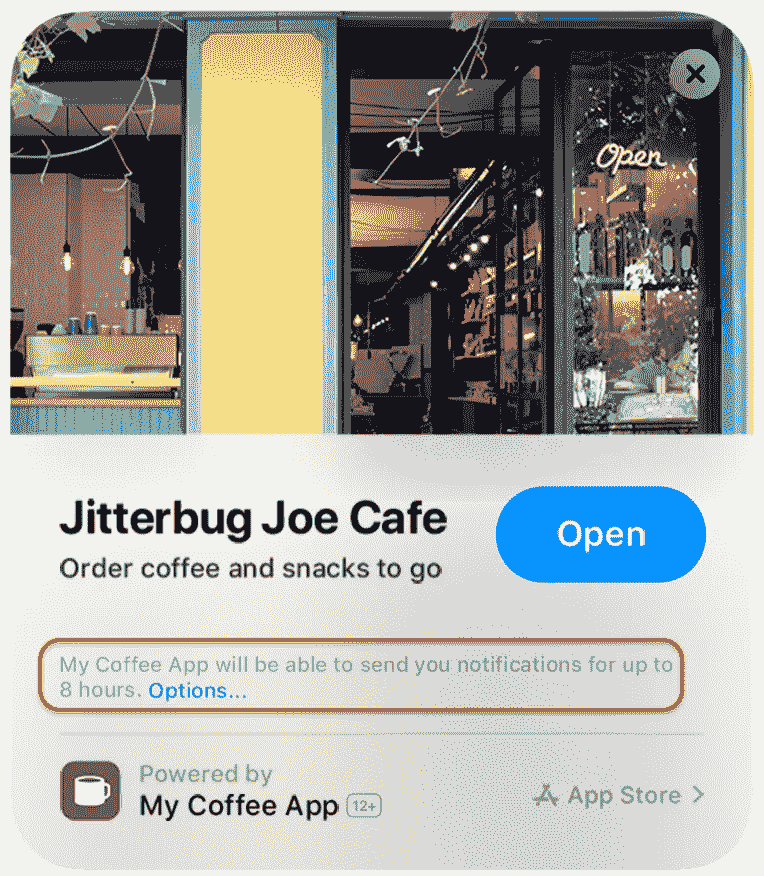 Open
Jitterbug Joe Cafe
Open
Order coffee and snacks to go
My Coffee App will be able to send you notifications for up to
8 hours. Options...
Powered by
My Coffee App 12+
App Store